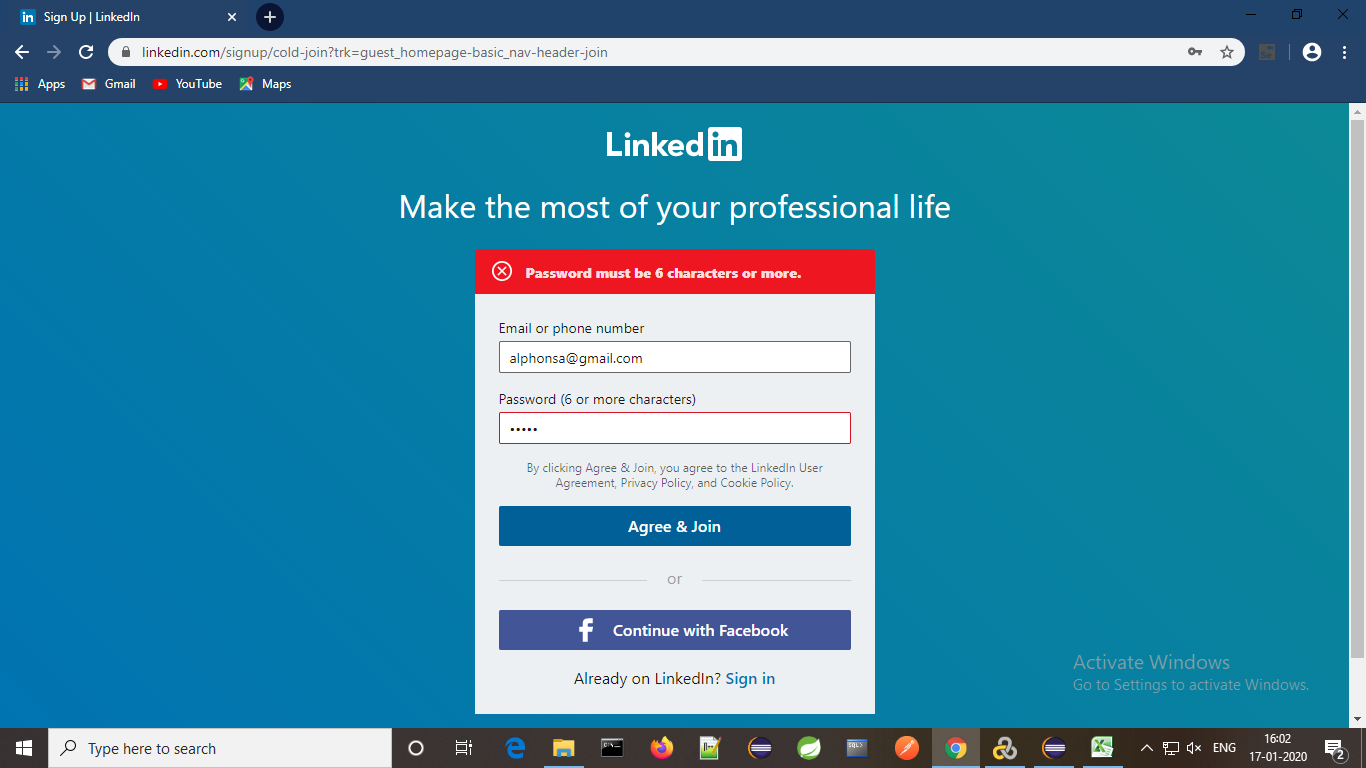 Sign Up | LinkedIn
linkedin.com/signup/cold-join?trk=guest_homepage-basic_nav-header-join
Apps Gmail YouTube Maps
Linked in
Make the most of your professional life
Password must be 6 characters or more.
Email or phone number
alphonsa@gmail.com
Password (6 or more characters)
•••••
By clicking Agree & Join, you agree to the LinkedIn User
Agreement, Privacy Policy, and Cookie Policy.
Agree & Join
or
Continue with Facebook
Already on LinkedIn? Sign in
Activate Windows
Go to Settings to activate Windows.
Type here to search
ENG
16:02
17-01-2020
2